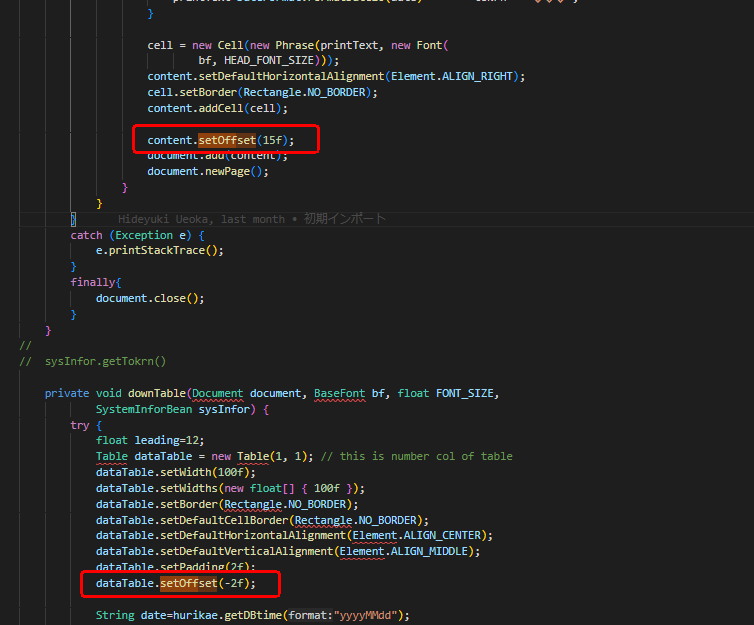 }
cell = new Cell(new Phrase(printText, new Font(
bf, HEAD_FONT_SIZE)));
content.setDefaultHorizontalAlignment(Element.ALIGN_RIGHT);
cell.setBorder(Rectangle.NO_BORDER);
content.addCell(cell);
content.setOffset(15f);
document.add(content);
document.newPage();
}
}
} Hideyuki Ueoka, last month • 初期インポート
catch (Exception e) {
e.printStackTrace();
}
finally{
document.close();
}
}
//
// sysInfor.getTokrn()
private void downTable(Document document, BaseFont bf, float FONT_SIZE,
SystemInforBean sysInfor) {
try {
float leading=12;
Table dataTable = new Table(1, 1); // this is number col of table
dataTable.setWidth(100f);
dataTable.setWidths(new float[] { 100f });
dataTable.setBorder(Rectangle.NO_BORDER);
dataTable.setDefaultCellBorder(Rectangle.NO_BORDER);
dataTable.setDefaultHorizontalAlignment(Element.ALIGN_CENTER);
dataTable.setDefaultVerticalAlignment(Element.ALIGN_MIDDLE);
dataTable.setPadding(2f);
dataTable.setOffset(-2f);
String date=hurikae.getDBtime(format:"yyyyMMdd");